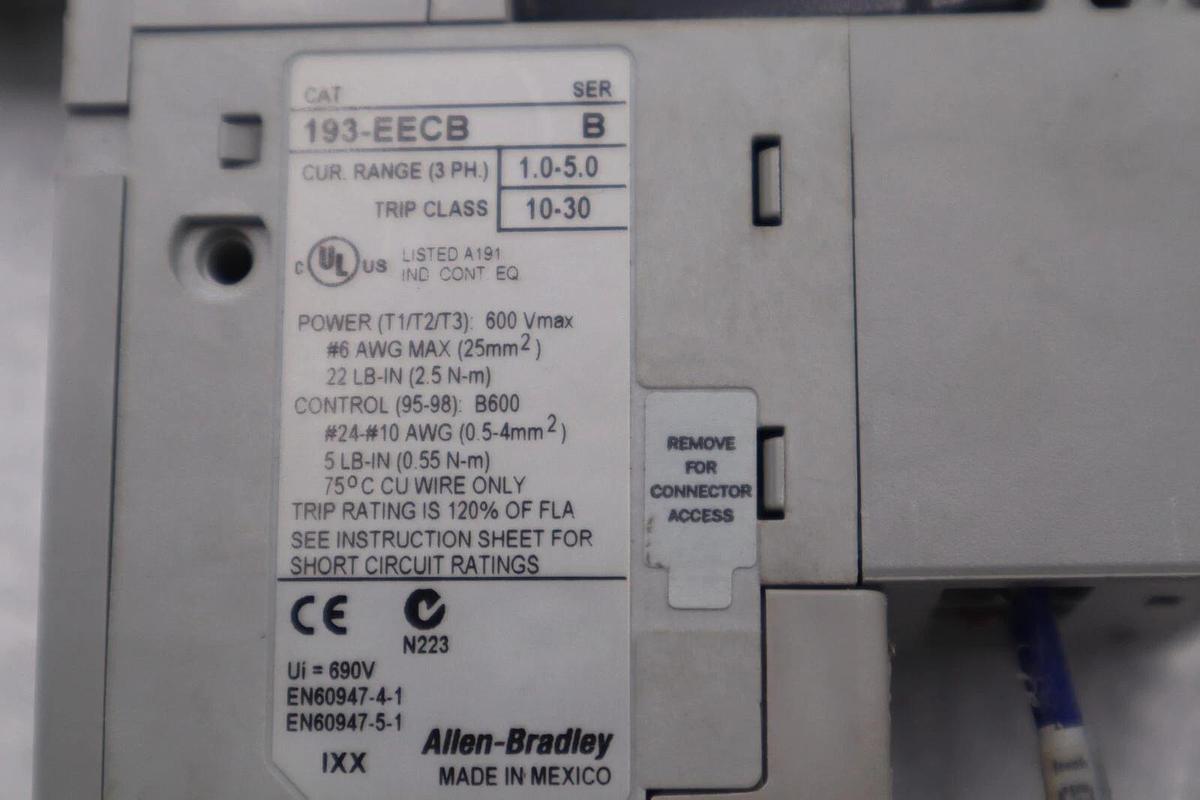 CAT SER
193-EECB B
CUR. RANGE (3 PH.) 1.0-5.0
TRIP CLASS 10-30
C UL US LISTED A191
IND CONT EQ
POWER (T1/T2/T3): 600 Vmax
#6 AWG MAX (25mm²)
22 LB-IN (2.5 N-m)
CONTROL (95-98): B600
#24-#10 AWG (0.5-4mm²)
5 LB-IN (0.55 N-m)
75°C CU WIRE ONLY
TRIP RATING IS 120% OF FLA
SEE INSTRUCTION SHEET FOR
SHORT CIRCUIT RATINGS
CE
N223
Ui = 690V
EN60947-4-1
EN60947-5-1
IXX
Allen-Bradley
MADE IN MEXICO
REMOVE
FOR
CONNECTOR
ACCESS